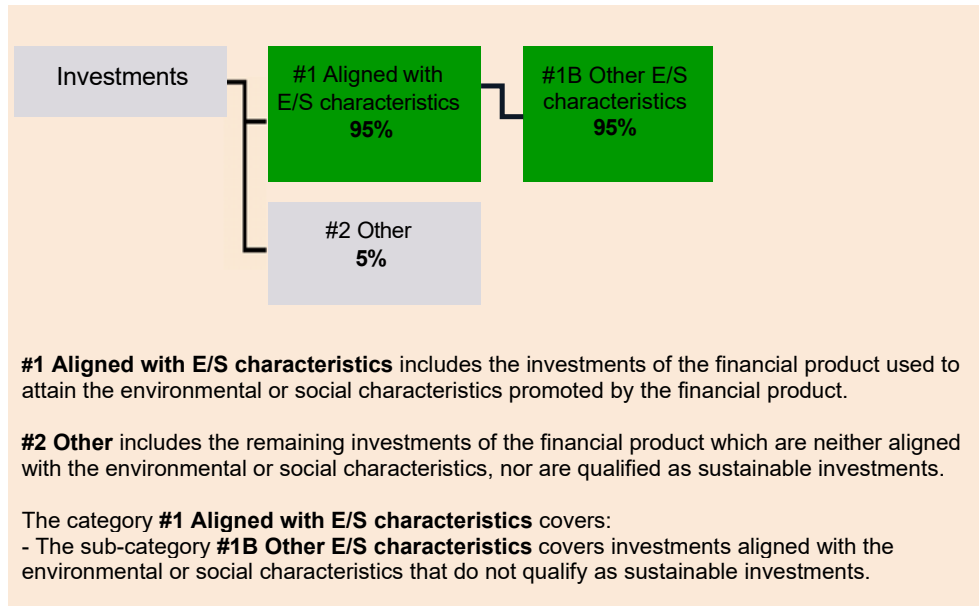 Investments
#1 Aligned with
E/S characteristics
95%
#1B Other E/S
characteristics
95%
#2 Other
5%
#1 Aligned with E/S characteristics includes the investments of the financial product used to
attain the environmental or social characteristics promoted by the financial product.
#2 Other includes the remaining investments of the financial product which are neither aligned
with the environmental or social characteristics, nor are qualified as sustainable investments.
The category #1 Aligned with E/S characteristics covers:
- The sub-category #1B Other E/S characteristics covers investments aligned with the
environmental or social characteristics that do not qualify as sustainable investments.